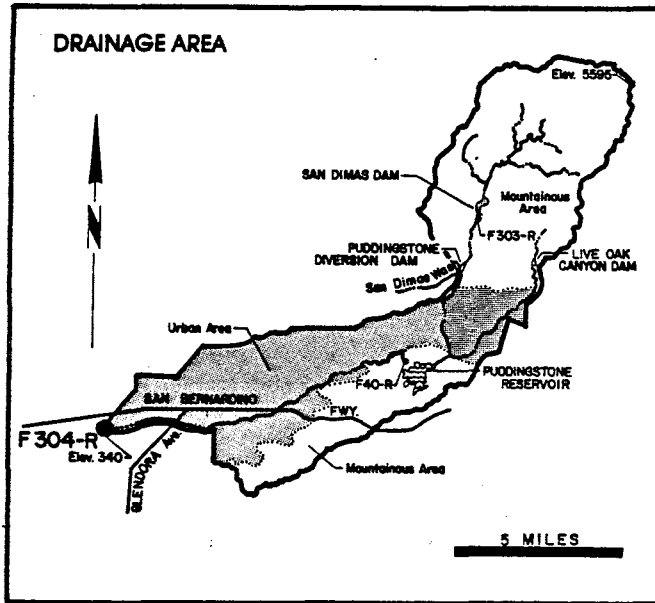 DRAINAGE AREA
Elev. 5595
N
SAN DIMAS DAM
Mountainous
Area
F303-R
PUDDINGSTONE
DIVERSION DAM
LIVE OAK
CANYON DAM
San Dimas Wash
Urban Area
F40-R
PUDDINGSTONE
RESERVOIR
SAN BERNARDINO
FWY.
F304-R
Elev. 340
GLENDORA Ave.
Mountainous Area
5 MILES